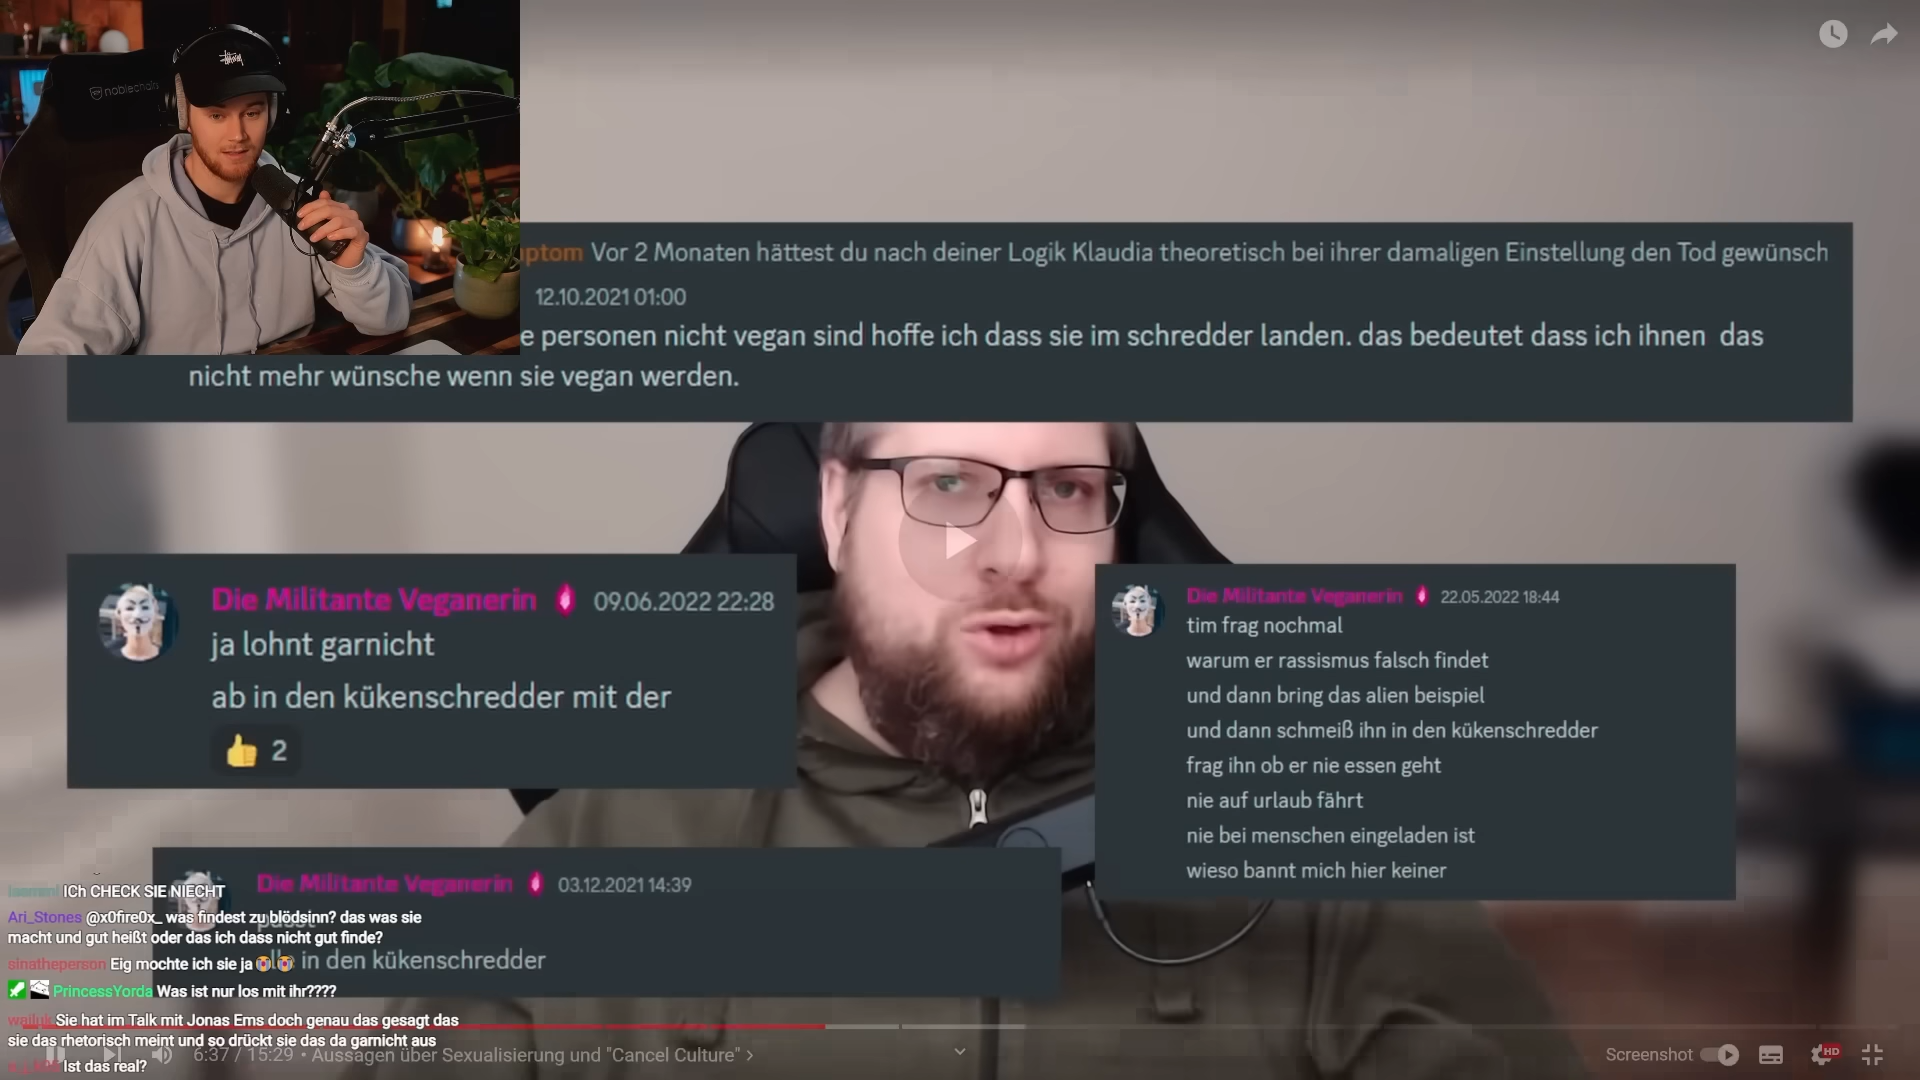 noblechairs
ptom Vor 2 Monaten hättest du nach deiner Logik Klaudia theoretisch bei ihrer damaligen Einstellung den Tod gewünsch
12.10.2021 01:00
e personen nicht vegan sind hoffe ich dass sie im schredder landen. das bedeutet dass ich ihnen das
nicht mehr wünsche wenn sie vegan werden.
Die Militante Veganerin 09.06.2022 22:28
ja lohnt garnicht
ab in den kükenschredder mit der
👍 2
Die Militante Veganerin 22.05.2022 18:44
tim frag nochmal
warum er rassismus falsch findet
und dann bring das alien beispiel
und dann schmeiß ihn in den kükenschredder
frag ihn ob er nie essen geht
nie auf urlaub fährt
nie bei menschen eingeladen ist
wieso bannt mich hier keiner
Die Militante Veganerin 03.12.2021 14:39
passt
in den kükenschredder
ICh CHECK SIE NIECHT
Ari_Stones @x0fire0x_ was findest zu blödsinn? das was sie
macht und gut heißt oder das ich dass nicht gut finde?
sinatheperson Eig mochte ich sie ja😭😭
PrincessYorda Was ist nur los mit ihr????
Sie hat im Talk mit Jonas Ems doch genau das gesagt das
sie das rhetorisch meint und so drückt sie das da garnicht aus
Ist das real?
6:37 / 15:29 • Aussagen über Sexualisierung und "Cancel Culture" ›
Screenshot
HD